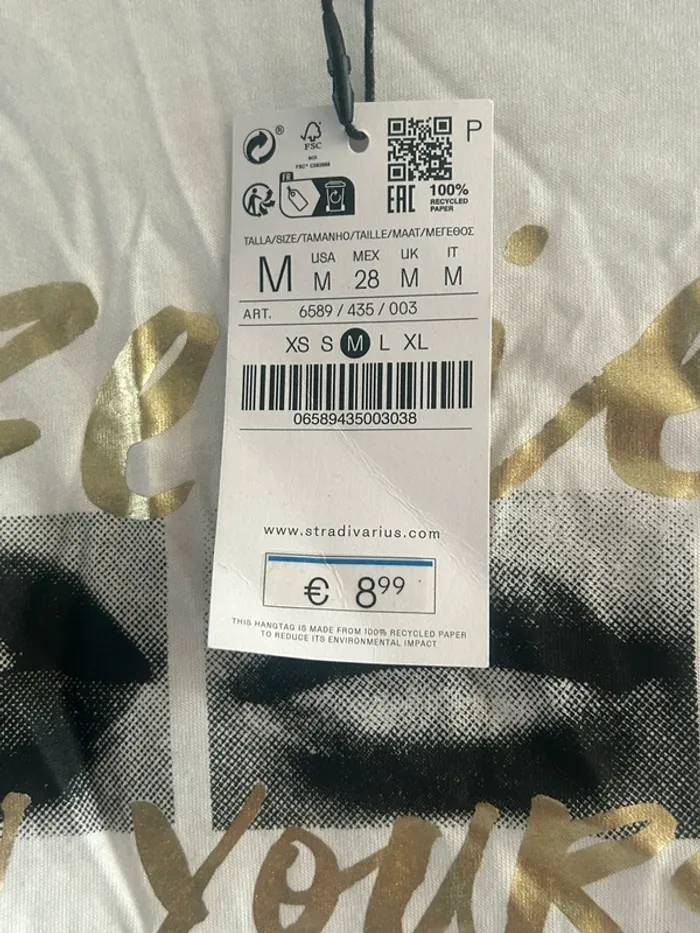 ®
FSC
MIX
FR
P
EAC
100%
RECYCLED
PAPER
TALLA/SIZE/TAMANHO/TAILLE/MAAT/ΜΕΓΕΘΟΣ
USA MEX UK IT
M M 28 M M
ART. 6589 / 435 / 003
XS S M L XL
06589435003038
www.stradivarius.com
€ 8⁹⁹
THIS HANGTAG IS MADE FROM 100% RECYCLED PAPER
TO REDUCE ITS ENVIRONMENTAL IMPACT